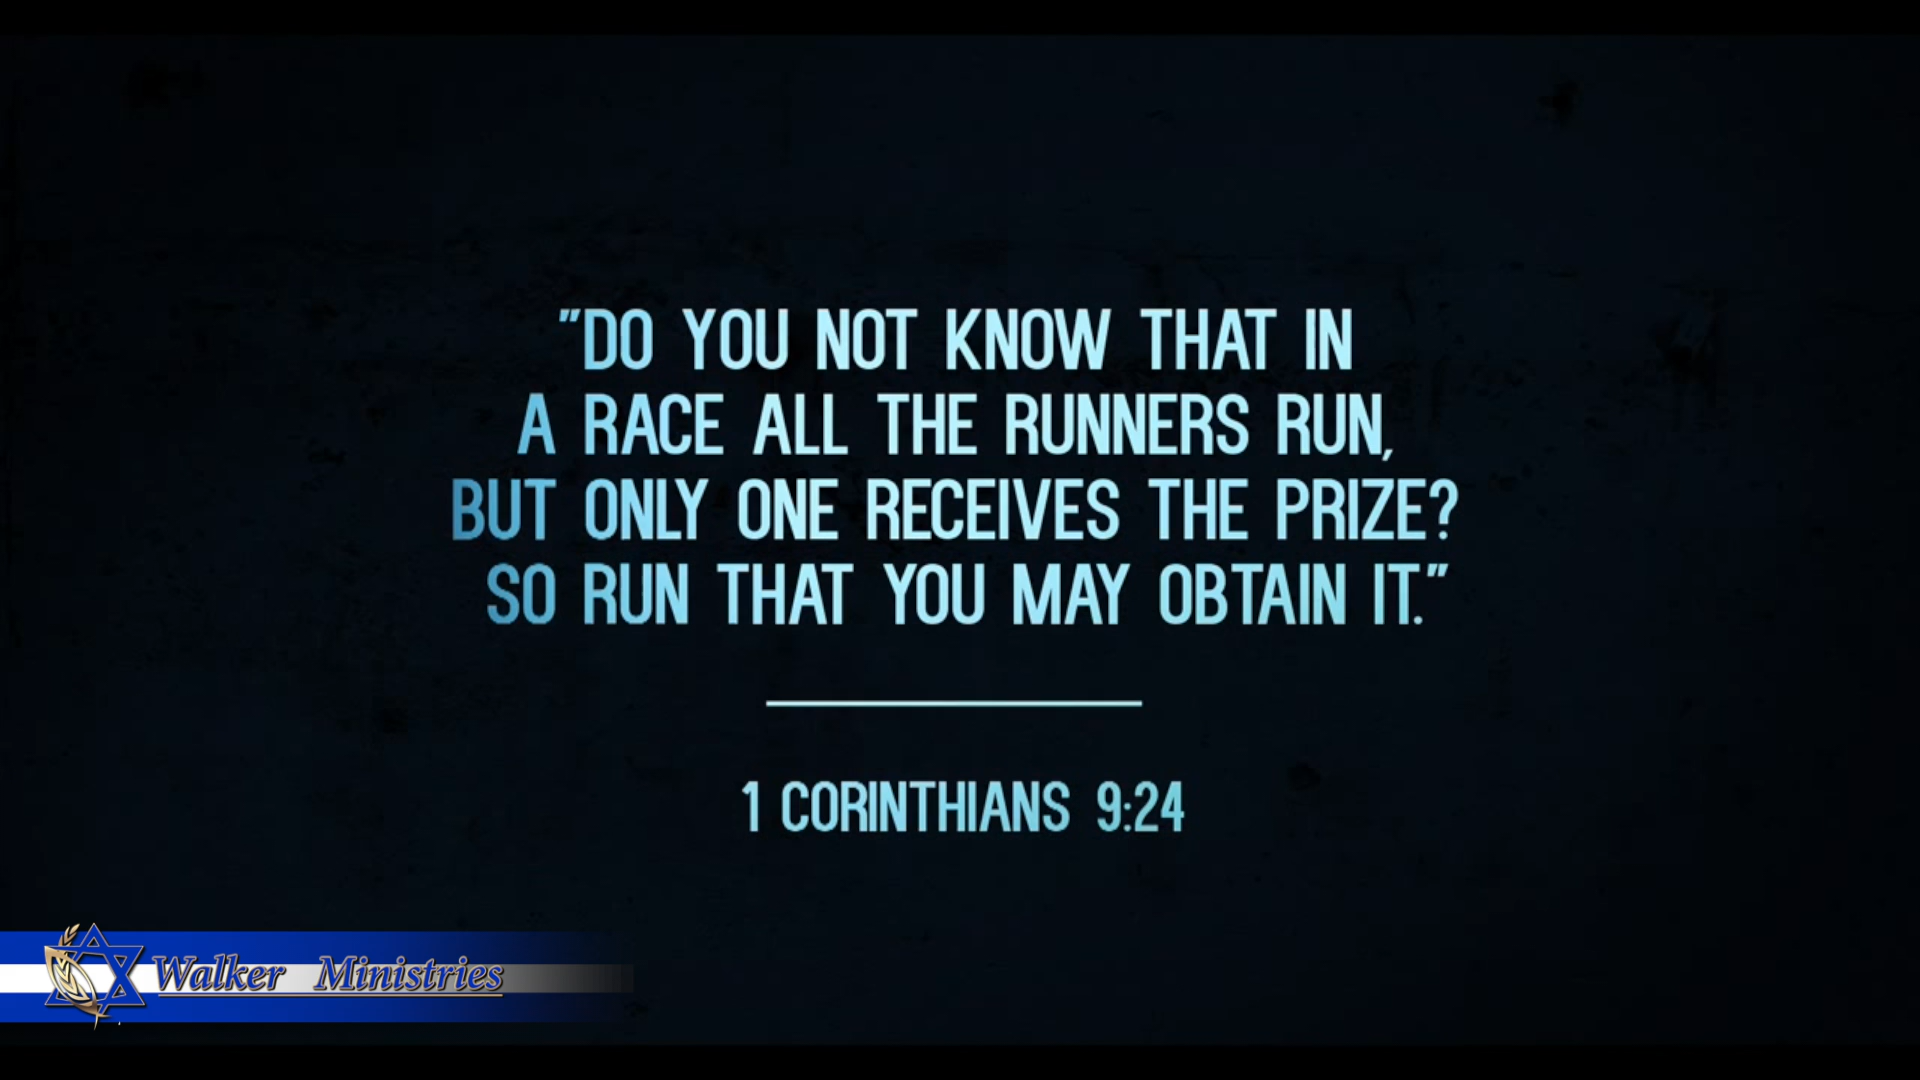 "DO YOU NOT KNOW THAT IN
A RACE ALL THE RUNNERS RUN,
BUT ONLY ONE RECEIVES THE PRIZE?
SO RUN THAT YOU MAY OBTAIN IT."
1 CORINTHIANS 9:24
Walker Ministries